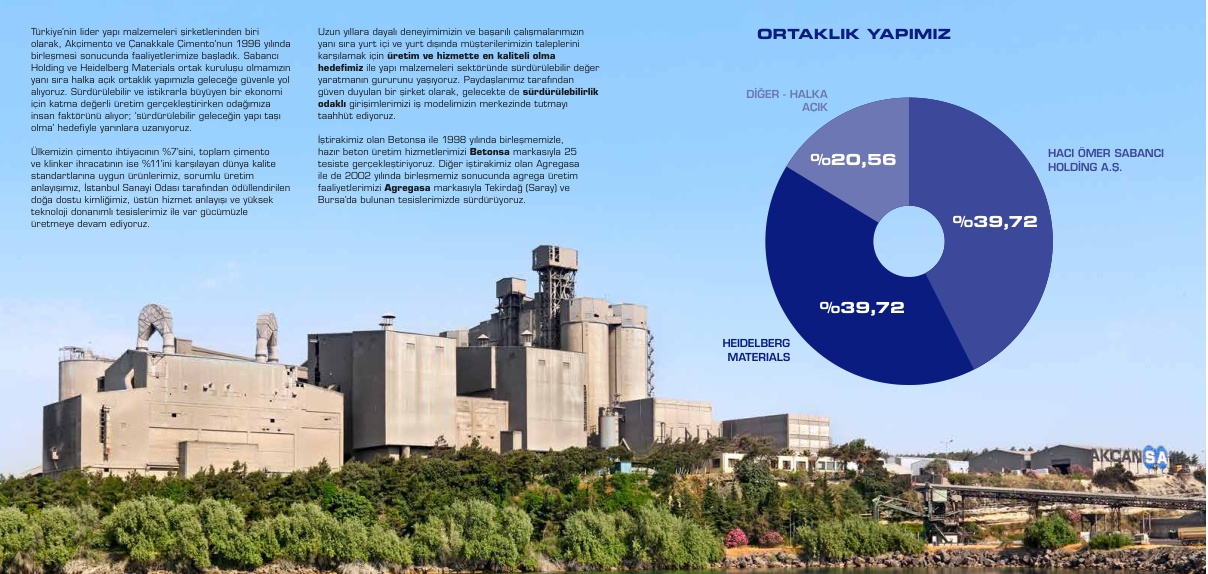 Türkiye'nin lider yapı malzemeleri şirketlerinden biri
olarak, Akçimento ve Çanakkale Çimento'nun 1996 yılında
birleşmesi sonucunda faaliyetlerimize başladık. Sabancı
Holding ve Heidelberg Materials ortak kuruluşu olmamızın
yanı sıra halka açık ortaklık yapımızla geleceğe güvenle yol
alıyoruz. Sürdürülebilir ve istikrarla büyüyen bir ekonomi
için katma değerli üretim gerçekleştirirken odağımıza
insan faktörünü alıyor; 'sürdürülebilir geleceğin yapı taşı
olma' hedefiyle yarınlara uzanıyoruz.
Ülkemizin çimento ihtiyacının %7'sini, toplam çimento
ve klinker ihracatının ise %11'ini karşılayan dünya kalite
standartlarına uygun ürünlerimiz, sorumlu üretim
anlayışımız, İstanbul Sanayi Odası tarafından ödüllendirilen
doğa dostu kimliğimiz, üstün hizmet anlayışı ve yüksek
teknoloji donanımlı tesislerimiz ile var gücümüzle
üretmeye devam ediyoruz.
Uzun yıllara dayalı deneyimimizin ve başarılı çalışmalarımızın
yanı sıra yurt içi ve yurt dışında müşterilerimizin taleplerini
karşılamak için üretim ve hizmette en kaliteli olma
hedefimiz ile yapı malzemeleri sektöründe sürdürülebilir değer
yaratmanın gururunu yaşıyoruz. Paydaşlarımız tarafından
güven duyulan bir şirket olarak, gelecekte de sürdürülebilirlik
odaklı girişimlerimizi iş modelimizin merkezinde tutmayı
taahhüt ediyoruz.
İştirakimiz olan Betonsa ile 1998 yılında birleşmemizle,
hazır beton üretim hizmetlerimizi Betonsa markasıyla 25
tesiste gerçekleştiriyoruz. Diğer iştirakimiz olan Agregasa
ile de 2002 yılında birleşmemiz sonucunda agrega üretim
faaliyetlerimizi Agregasa markasıyla Tekirdağ (Saray) ve
Bursa'da bulunan tesislerimizde sürdürüyoruz.
ORTAKLIK YAPIMIZ
DİĞER - HALKA
AÇIK
%20,56
HACI ÖMER SABANCI
HOLDİNG A.Ş.
%39,72
%39,72
HEIDELBERG
MATERIALS
AKÇANSA